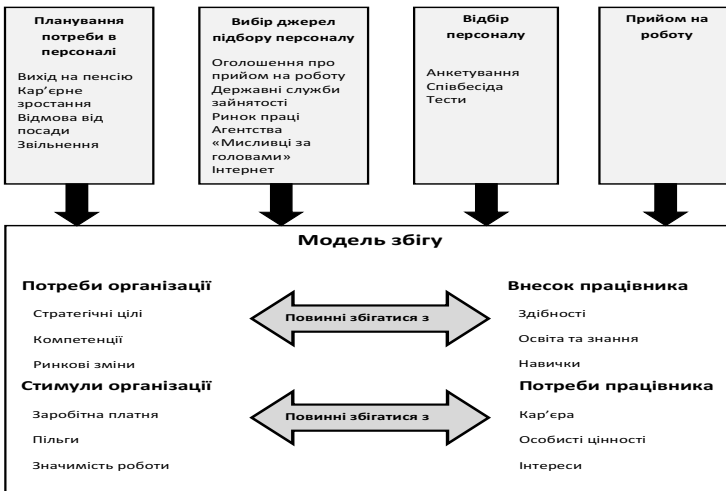 Планування
потреби в
персоналі
Вихід на пенсію
Кар’єрне
зростання
Відмова від
посади
Звільнення
Вибір джерел
підбору персоналу
Оголошення про
прийом на роботу
Державні служби
зайнятості
Ринок праці
Агентства
«Мисливці за
головами»
Інтернет
Відбір
персоналу
Анкетування
Співбесіда
Тести
Прийом на
роботу
Модель збігу
Потреби організації
Стратегічні цілі
Компетенції
Ринкові зміни
Повинні збігатися з
Внесок працівника
Здібності
Освіта та знання
Навички
Стимули організації
Заробітна платня
Пільги
Значимість роботи
Повинні збігатися з
Потреби працівника
Кар’єра
Особисті цінності
Інтереси